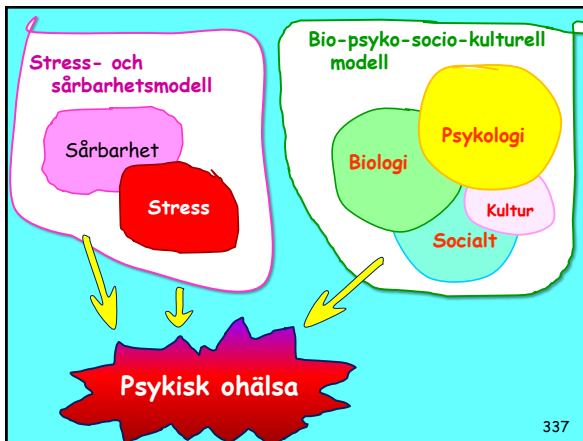 Stress- och
sårbarhetsmodell
Sårbarhet
Stress
Bio-psyko-socio-kulturell
modell
Psykologi
Biologi
Kultur
Socialt
Psykisk ohälsa
337